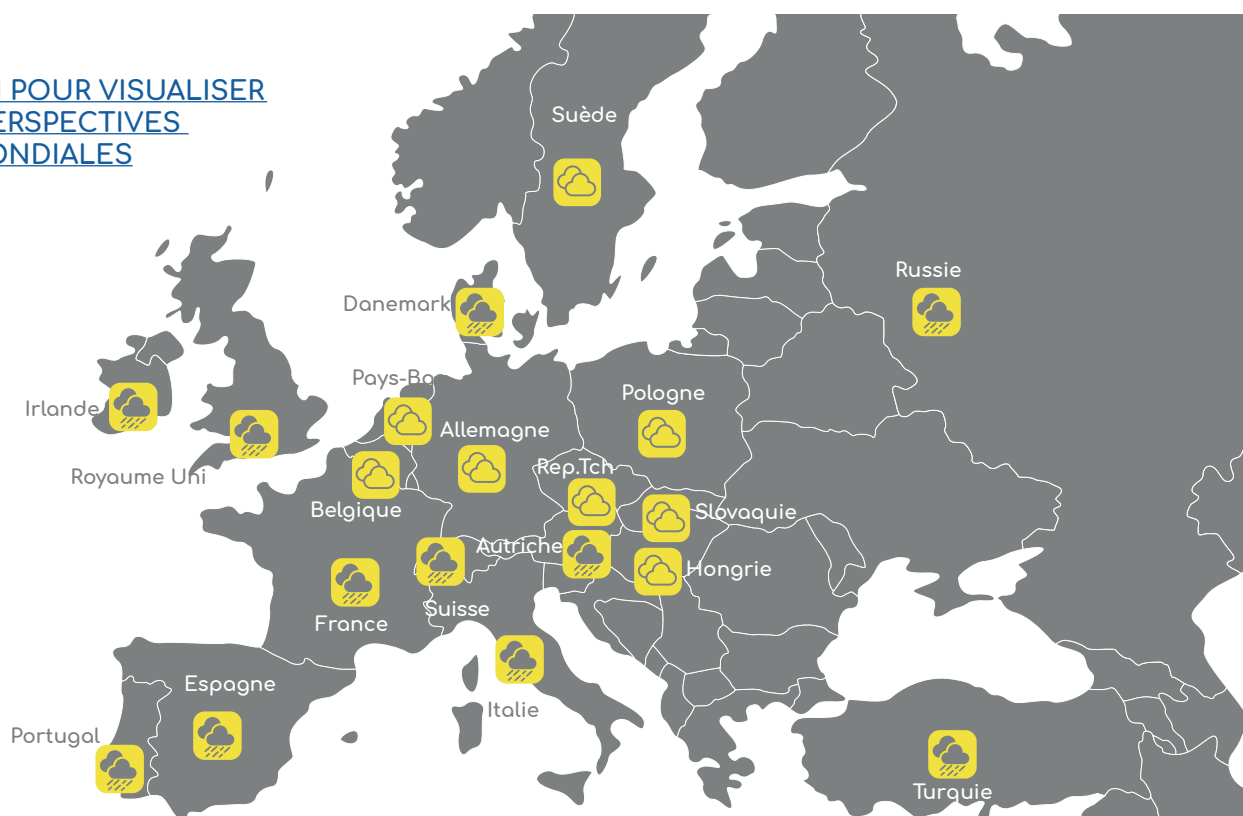 POUR VISUALISER
ERSPECTIVES
ONDIALES
Suède
Russie
Danemark
Pays-Ba
Pologne
Irlande
Allemagne
Rep.Tch
Royaume Uni
Belgique
Slovaquie
Autriche
Hongrie
Suisse
France
Espagne
Italie
Portugal
Turquie